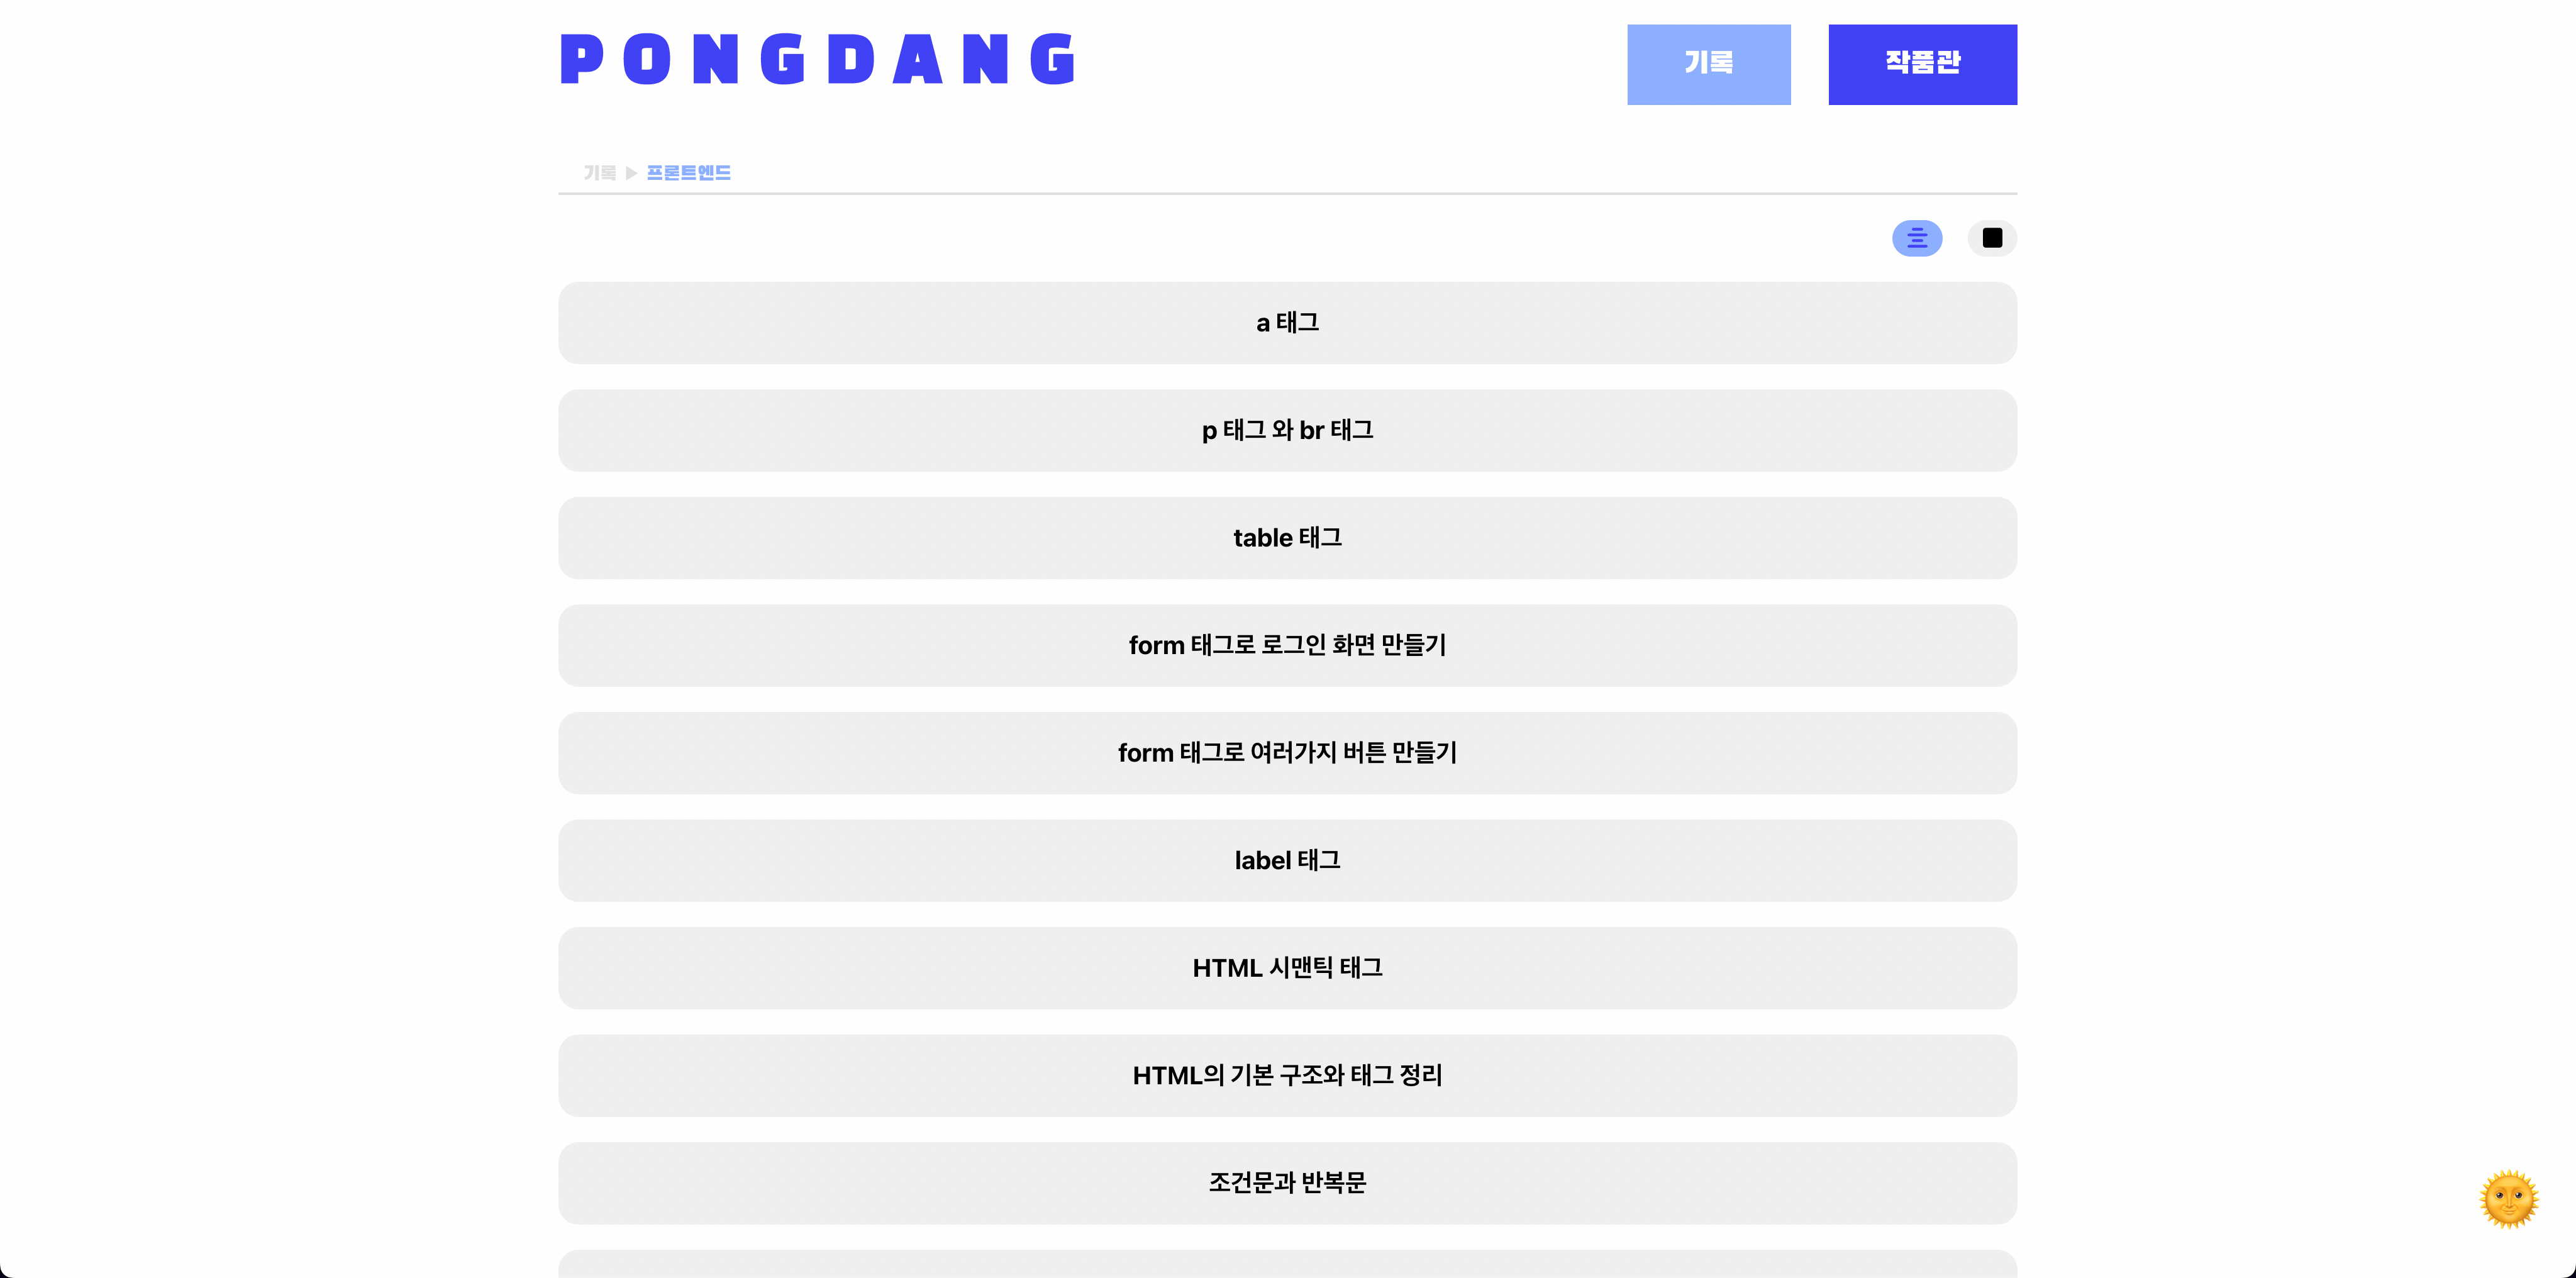 PONGDANG
기록
작품관
기록 ▶ 프론트엔드
a 태그
p 태그 와 br 태그
table 태그
form 태그로 로그인 화면 만들기
form 태그로 여러가지 버튼 만들기
label 태그
HTML 시맨틱 태그
HTML의 기본 구조와 태그 정리
조건문과 반복문